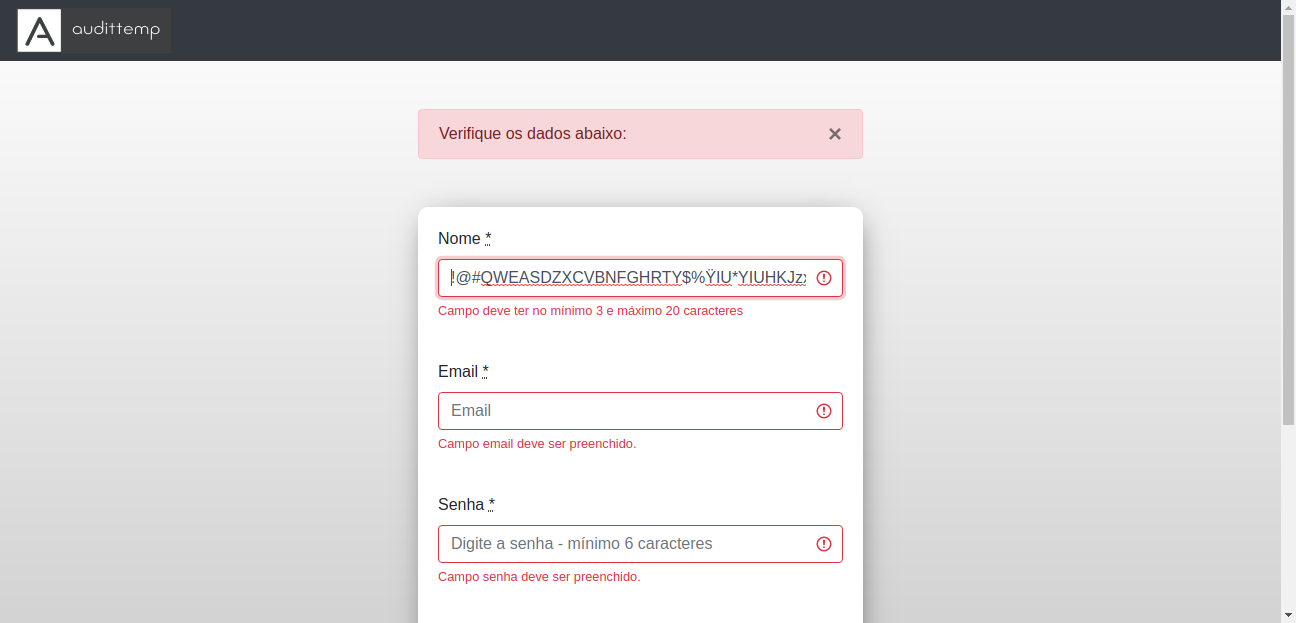 audittemp
Verifique os dados abaixo:
×
Nome *
!@#QWEASDZXCVBNFGHRTY$%ŸIU*YIUHKJzx
Campo deve ter no mínimo 3 e máximo 20 caracteres
Email *
Email
Campo email deve ser preenchido.
Senha *
Digite a senha - mínimo 6 caracteres
Campo senha deve ser preenchido.